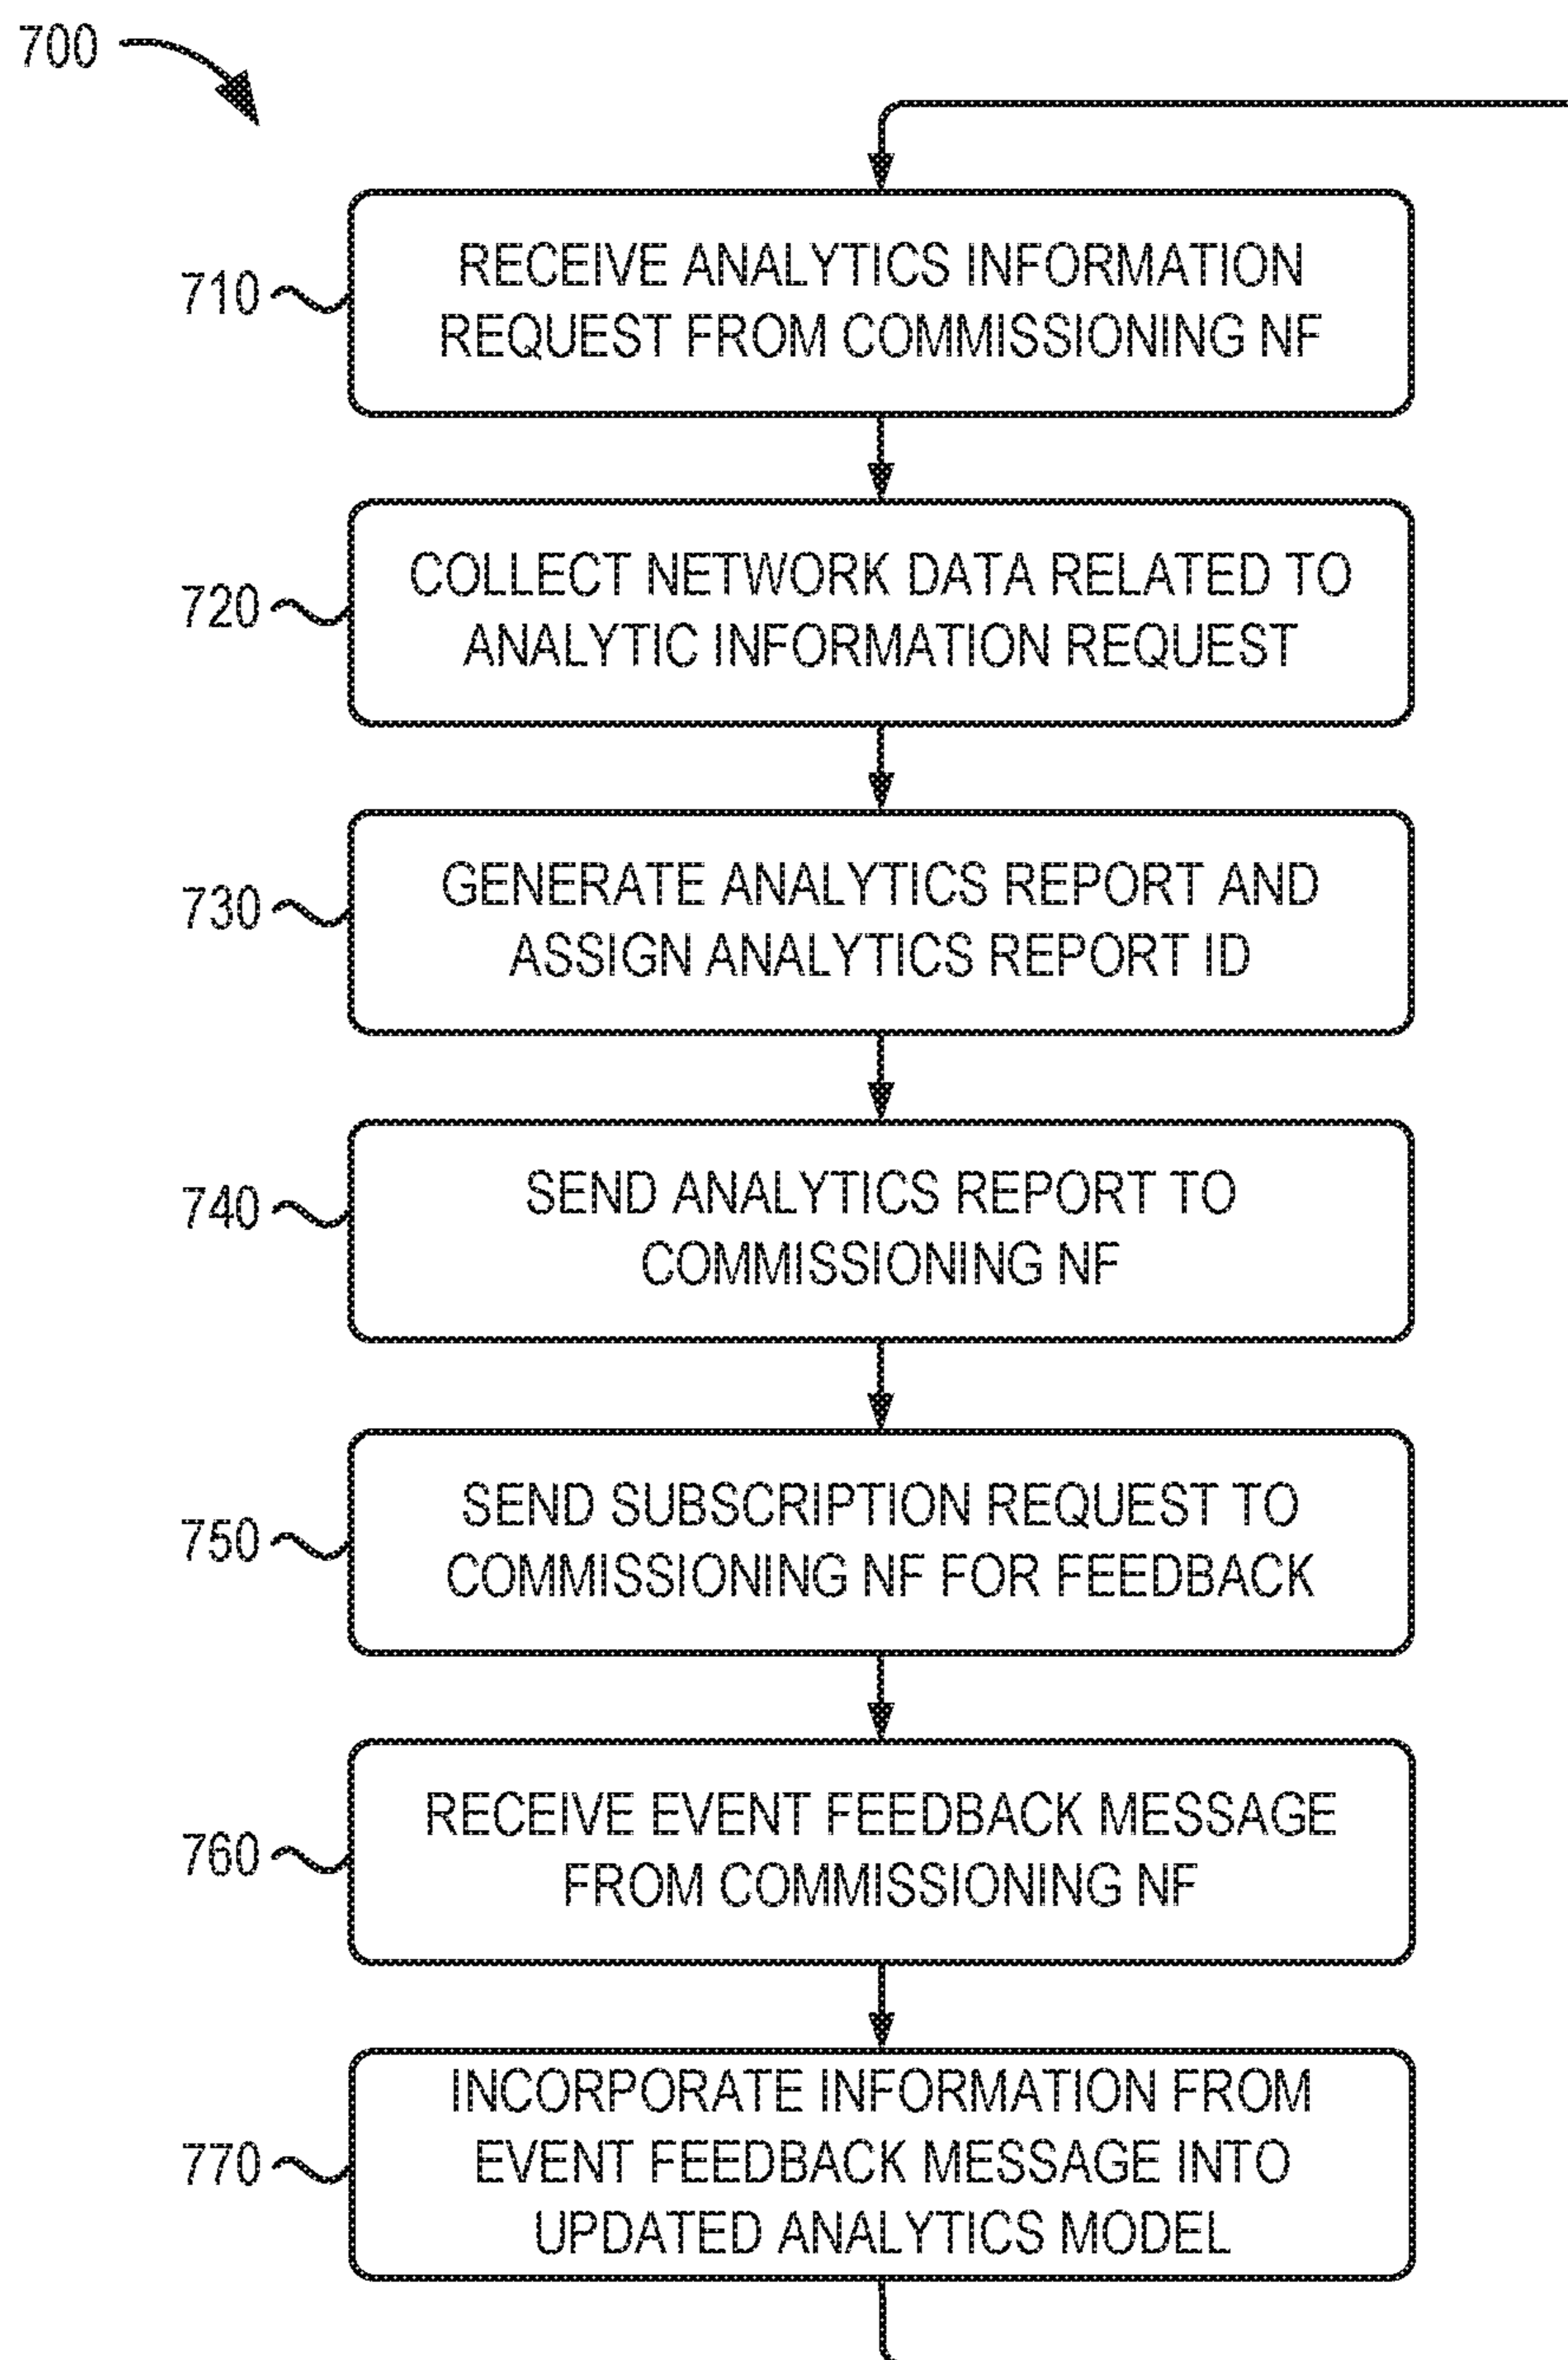 700
710
RECEIVE ANALYTICS INFORMATION
REQUEST FROM COMMISSIONING NF
720
COLLECT NETWORK DATA RELATED TO
ANALYTIC INFORMATION REQUEST
730
GENERATE ANALYTICS REPORT AND
ASSIGN ANALYTICS REPORT ID
740
SEND ANALYTICS REPORT TO
COMMISSIONING NF
750
SEND SUBSCRIPTION REQUEST TO
COMMISSIONING NF FOR FEEDBACK
760
RECEIVE EVENT FEEDBACK MESSAGE
FROM COMMISSIONING NF
770
INCORPORATE INFORMATION FROM
EVENT FEEDBACK MESSAGE INTO
UPDATED ANALYTICS MODEL